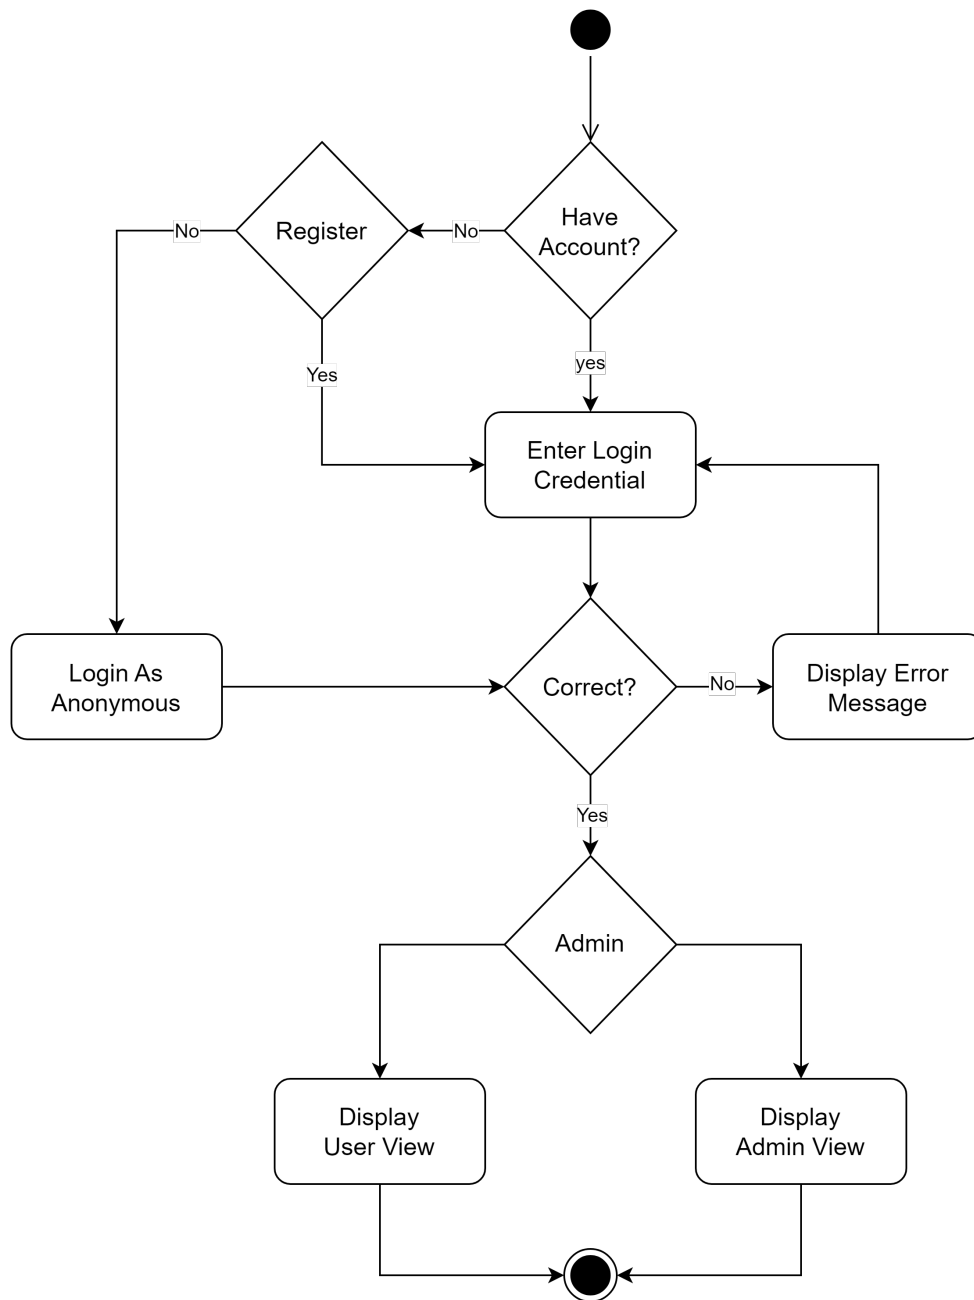 Have
Account?
No
Register
No
Yes
yes
Enter Login
Credential
Login As
Anonymous
Correct?
No
Display Error
Message
Yes
Admin
Display
User View
Display
Admin View